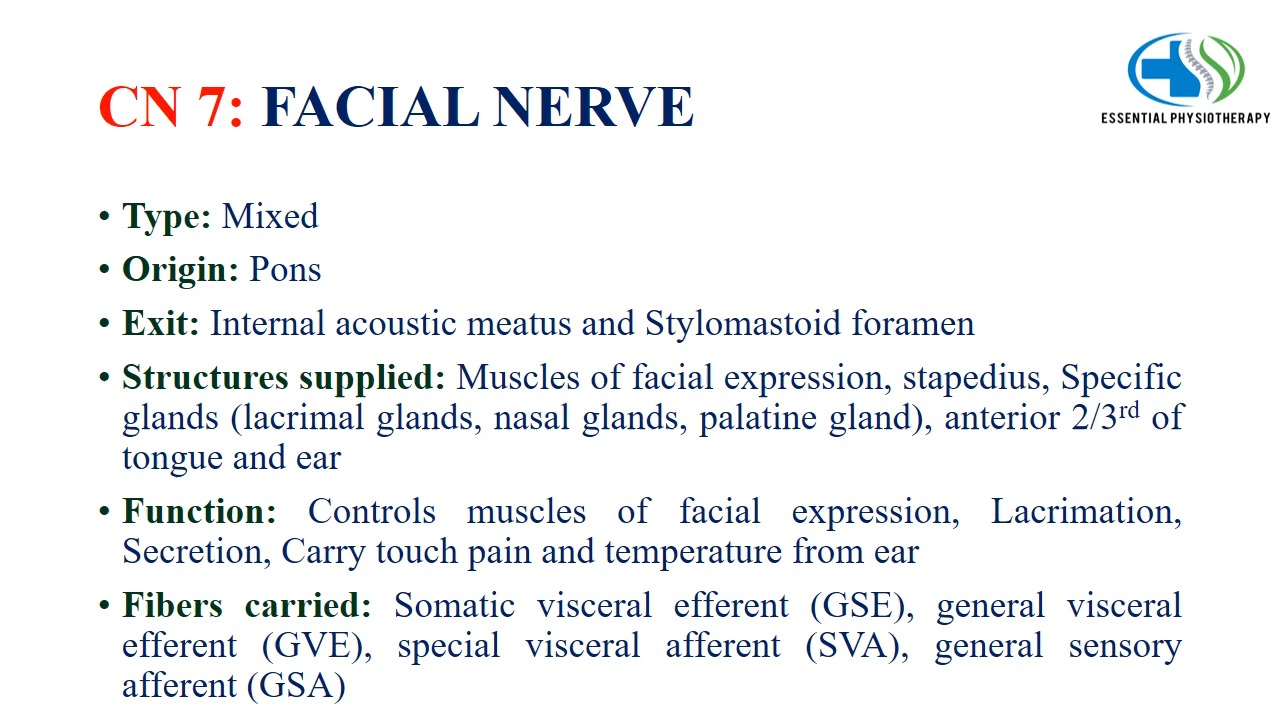 ESSENTIAL PHYSIOTHERAPY
CN 7: FACIAL NERVE
• Type: Mixed
• Origin: Pons
• Exit: Internal acoustic meatus and Stylomastoid foramen
• Structures supplied: Muscles of facial expression, stapedius, Specific
glands (lacrimal glands, nasal glands, palatine gland), anterior 2/3rd of
tongue and ear
• Function: Controls muscles of facial expression, Lacrimation,
Secretion, Carry touch pain and temperature from ear
• Fibers carried: Somatic visceral efferent (GSE), general visceral
efferent (GVE), special visceral afferent (SVA), general sensory
afferent (GSA)